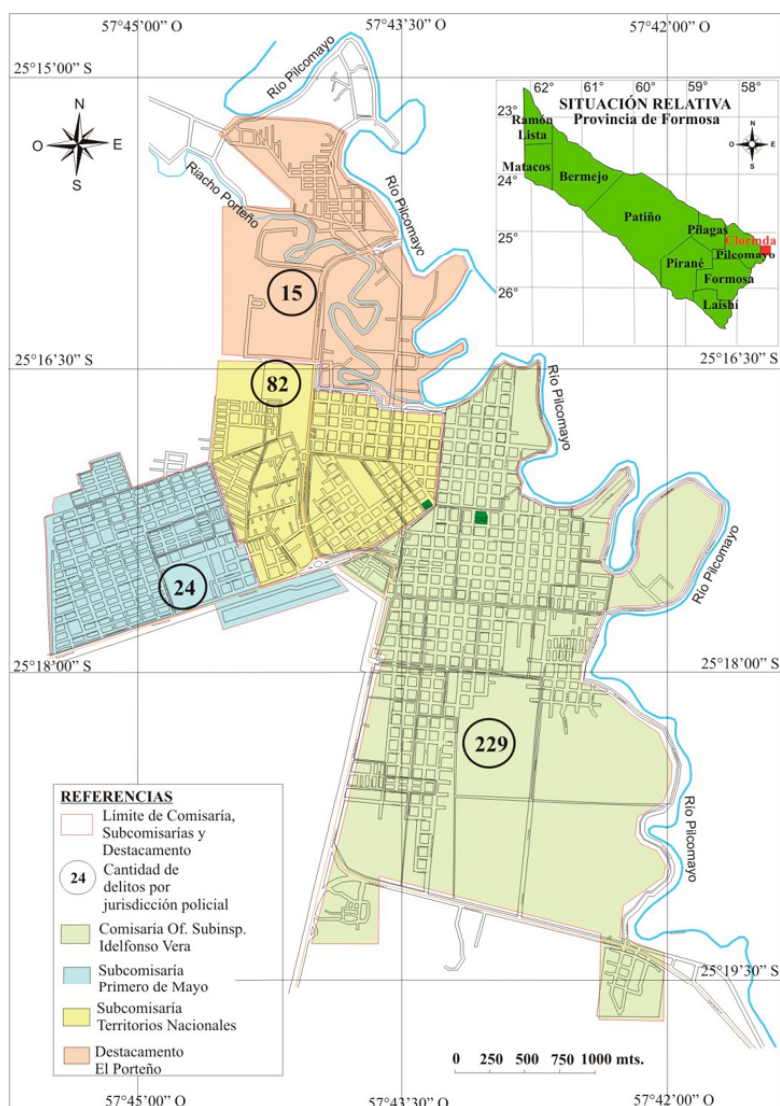 57°45'00” O
57°43'30” O
57°42'00” O
25°15'00” S
N
O
E
S
Río Pilcomayo
Riacho Porteño
Río Pilcomayo
62°
61°
60°
59°
58°
SITUACIÓN RELATIVA
Provincia de Formosa
N
O
E
S
23°
24°
25°
26°
Ramón
Lista
Matacos
Bermejo
Patiño
Pilagas
Clorinda
Pilcomayo
Pirané
Formosa
Laishí
15
25°16'30” S
25°16'30” S
82
Río Pilcomayo
24
Río Pilcomayo
25°18'00” S
25°18'00” S
229
Río Pilcomayo
REFERENCIAS
Límite de Comisaría,
Subcomisarías y
Destacamento
24
Cantidad de
delitos por
jurisdicción policial
Comisaría Of. Subinsp.
Idelfonso Vera
Subcomisaría
Primero de Mayo
Subcomisaría
Territorios Nacionales
Destacamento
El Porteño
25°19'30” S
0 250 500 750 1000 mts.
57°45'00” O
57°43'30” O
57°42'00” O